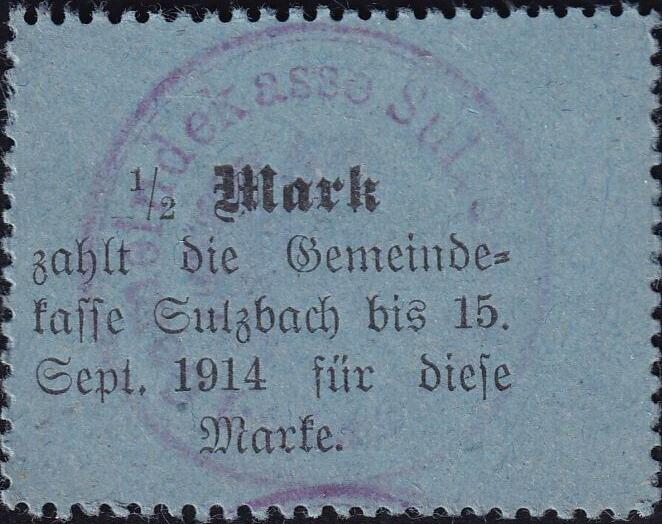 1/2 Mark
zahlt die Gemeinde-
kasse Sulzbach bis 15.
Sept. 1914 für diese
Marke.